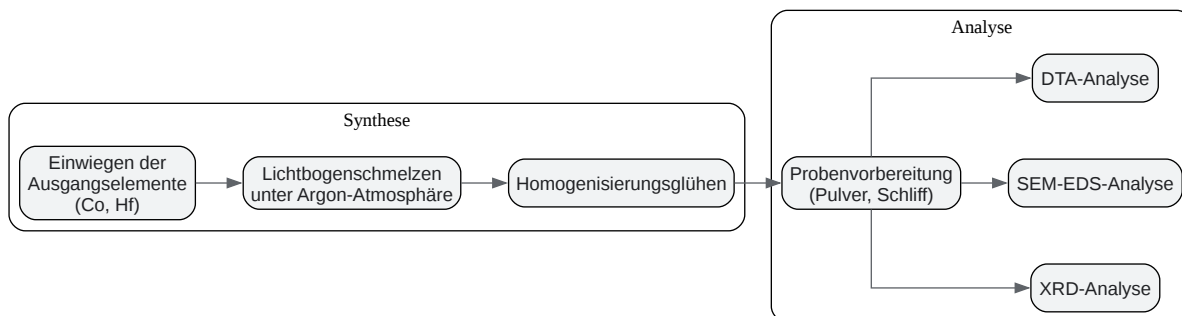 Synthese
Einwiegen der
Ausgangselemente
(Co, Hf)
Lichtbogenschmelzen
unter Argon-Atmosphäre
Homogenisierungsglühen
Analyse
Probenvorbereitung
(Pulver, Schliff)
DTA-Analyse
SEM-EDS-Analyse
XRD-Analyse